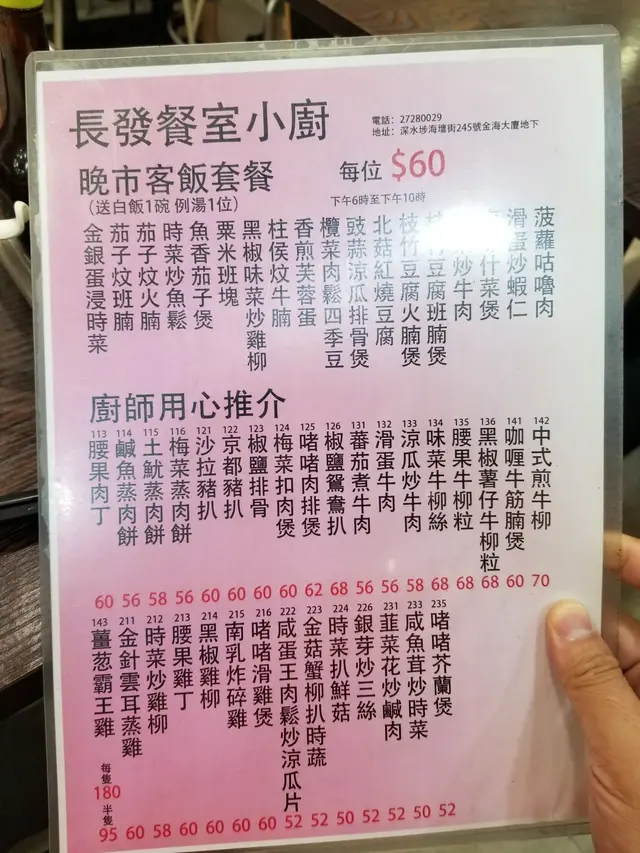 長發餐室小廚
電話：27280029
地址：深水埗海壇街245號金海大廈地下
晚市客飯套餐
每位 $60
（送白飯1碗 例湯1位）
下午6時至下午10時
菠蘿咕嚕肉
滑蛋炒蝦仁
什菜煲
炒牛肉
豆腐班腩煲
枝竹豆腐火腩煲
北菇紅燒豆腐
豉蒜涼瓜排骨煲
欖菜肉鬆四季豆
香煎芙蓉蛋
柱侯炆牛腩
黑椒味菜炒雞柳
粟米班塊
魚香茄子煲
時菜炒魚鬆
茄子炆火腩
茄子炆班腩
金銀蛋浸時菜
廚師用心推介
113 腰果肉丁 60
114 鹹魚蒸肉餅 56
115 土魷蒸肉餅 58
116 梅菜蒸肉餅 56
121 沙拉豬扒 60
122 京都豬扒 60
123 椒鹽排骨 60
124 梅菜扣肉煲 60
125 啫啫肉排煲 62
126 椒鹽鴛鴦扒 68
131 蕃茄煮牛肉 56
132 滑蛋牛肉 56
133 涼瓜炒牛肉 58
134 味菜牛柳絲 68
135 腰果牛柳粒 68
136 黑椒薯仔牛柳粒 68
141 咖喱牛筋腩煲 60
142 中式煎牛柳 70
143 薑葱霸王雞 每隻 180 半隻 95
211 金針雲耳蒸雞 60
212 時菜炒雞柳 58
213 腰果雞丁 60
214 黑椒雞柳 60
215 南乳炸碎雞 60
216 啫啫滑雞煲 60
222 咸蛋王肉鬆炒涼瓜片 52
223 金菇蟹柳扒時蔬 52
224 時菜扒鮮菇 50
226 銀芽炒三絲 52
231 韮菜花炒鹹肉 52
233 咸魚茸炒時菜 50
235 啫啫芥蘭煲 52